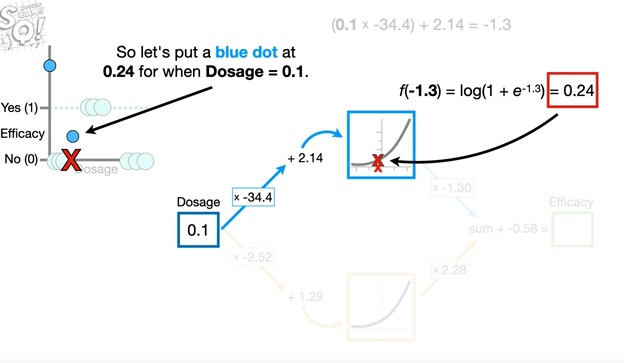 SQ!
(0.1 x -34.4) + 2.14 = -1.3
So let's put a blue dot at
0.24 for when Dosage = 0.1.
f(-1.3) = log(1 + e-1.3) = 0.24
Yes (1)
Efficacy
No (0)
Dosage
+ 2.14
x -34.4
x -1.30
Dosage
0.1
Efficacy
sum + -0.58 =
x -2.52
x 2.28
+ 1.29